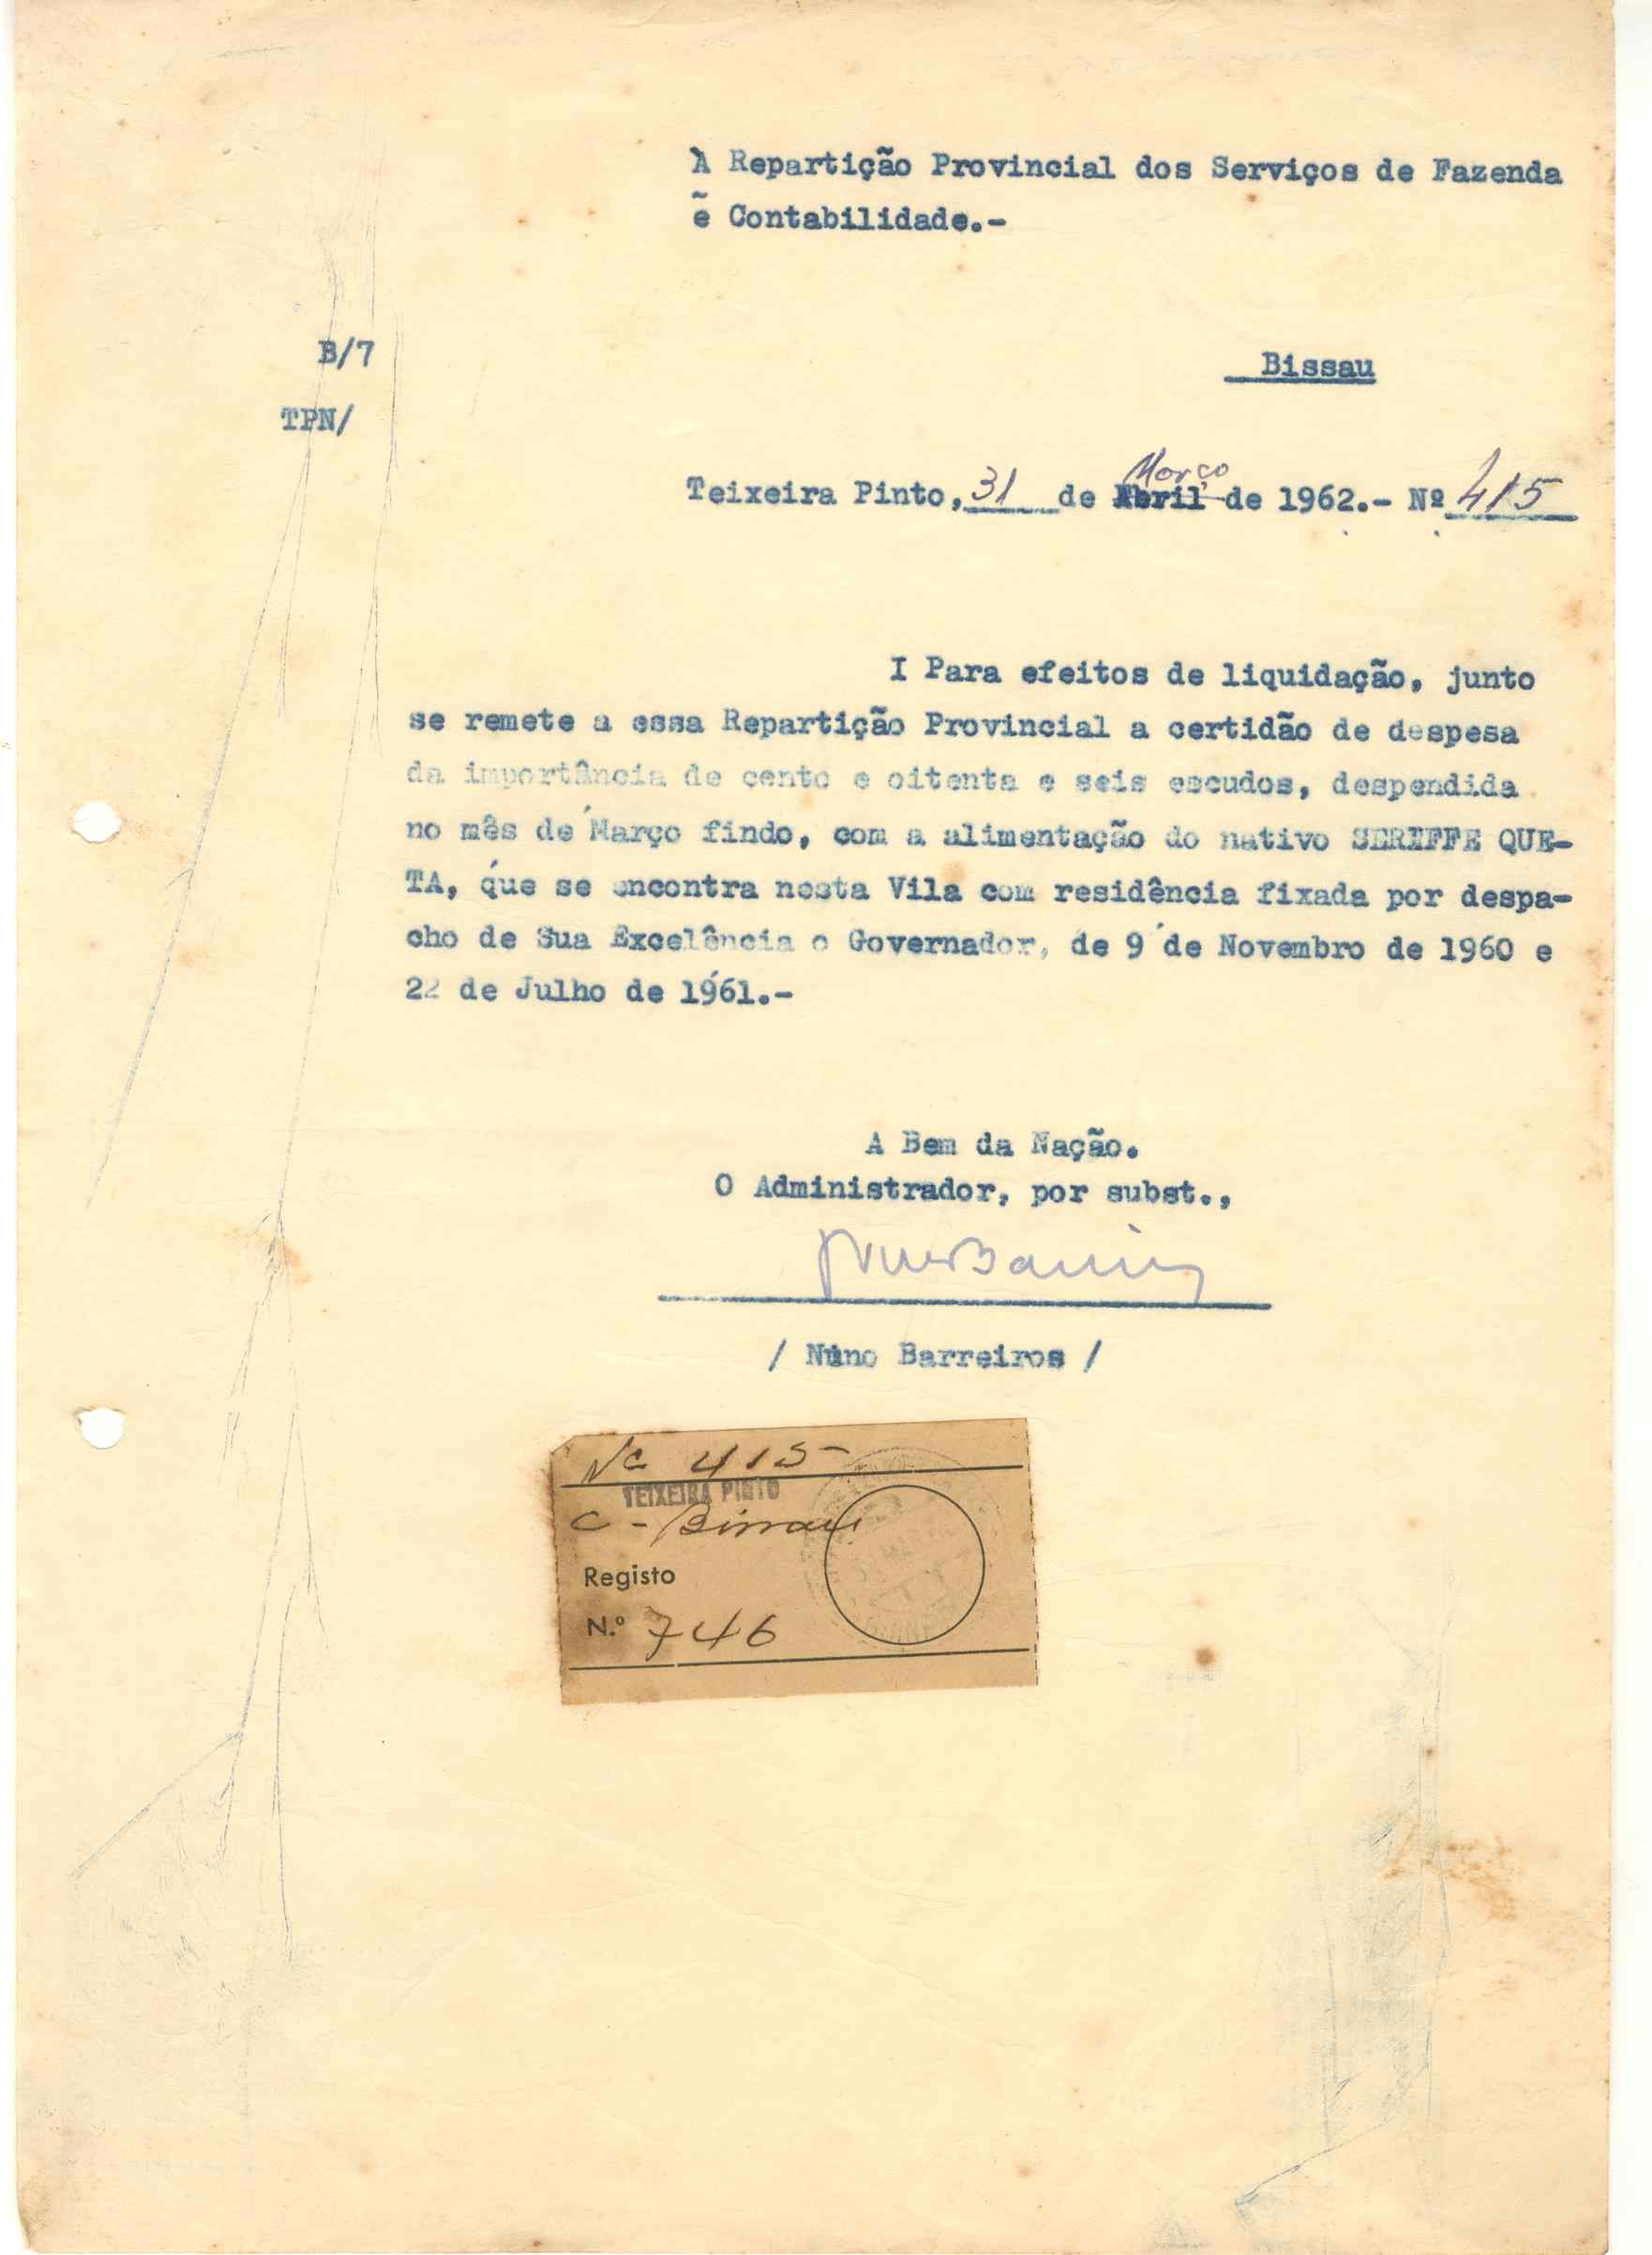 À Repartição Provincial dos Serviços de Fazenda
e Contabilidade.-
B/7
Bissau
TPN/
Março
Teixeira Pinto, 31 de Abril de 1962.- Nº 415
I Para efeitos de liquidação, junto
se remete a essa Repartição Provincial a certidão de despesa
da importância de cento e oitenta e seis escudos, despendida
no mês de Março findo, com a alimentação do nativo SEREFFE QUE-
TA, que se encontra nesta Vila com residência fixada por despa-
cho de Sua Excelência o Governador, de 9 de Novembro de 1960 e
22 de Julho de 1961.-
A Bem da Nação.
O Administrador, por subst.,
/ Nuno Barreiros /
Nº 415
TEIXEIRA PINTO
C - Bissau
Registo
N.º 746